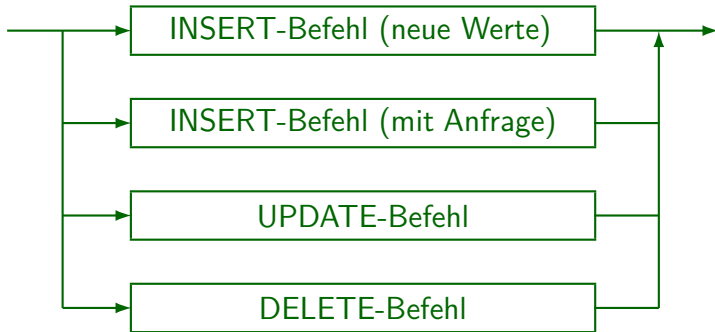 INSERT-Befehl (neue Werte)
INSERT-Befehl (mit Anfrage)
UPDATE-Befehl
DELETE-Befehl